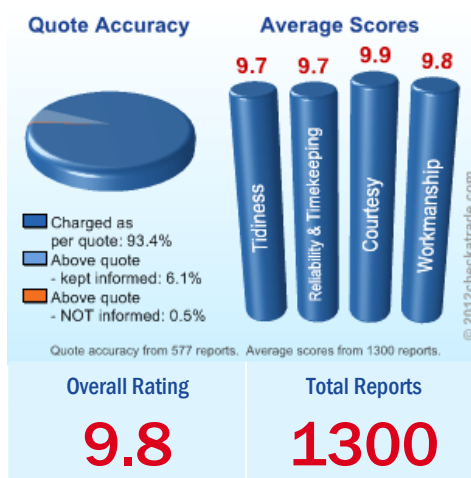 Quote Accuracy
Average Scores
9.7
9.7
9.9
9.8
Tidiness
Reliability & Timekeeping
Courtesy
Workmanship
Charged as
per quote: 93.4%
Above quote
- kept informed: 6.1%
Above quote
- NOT informed: 0.5%
© 2012checkatrade.com
Quote accuracy from 577 reports. Average scores from 1300 reports.
Overall Rating
9.8
Total Reports
1300